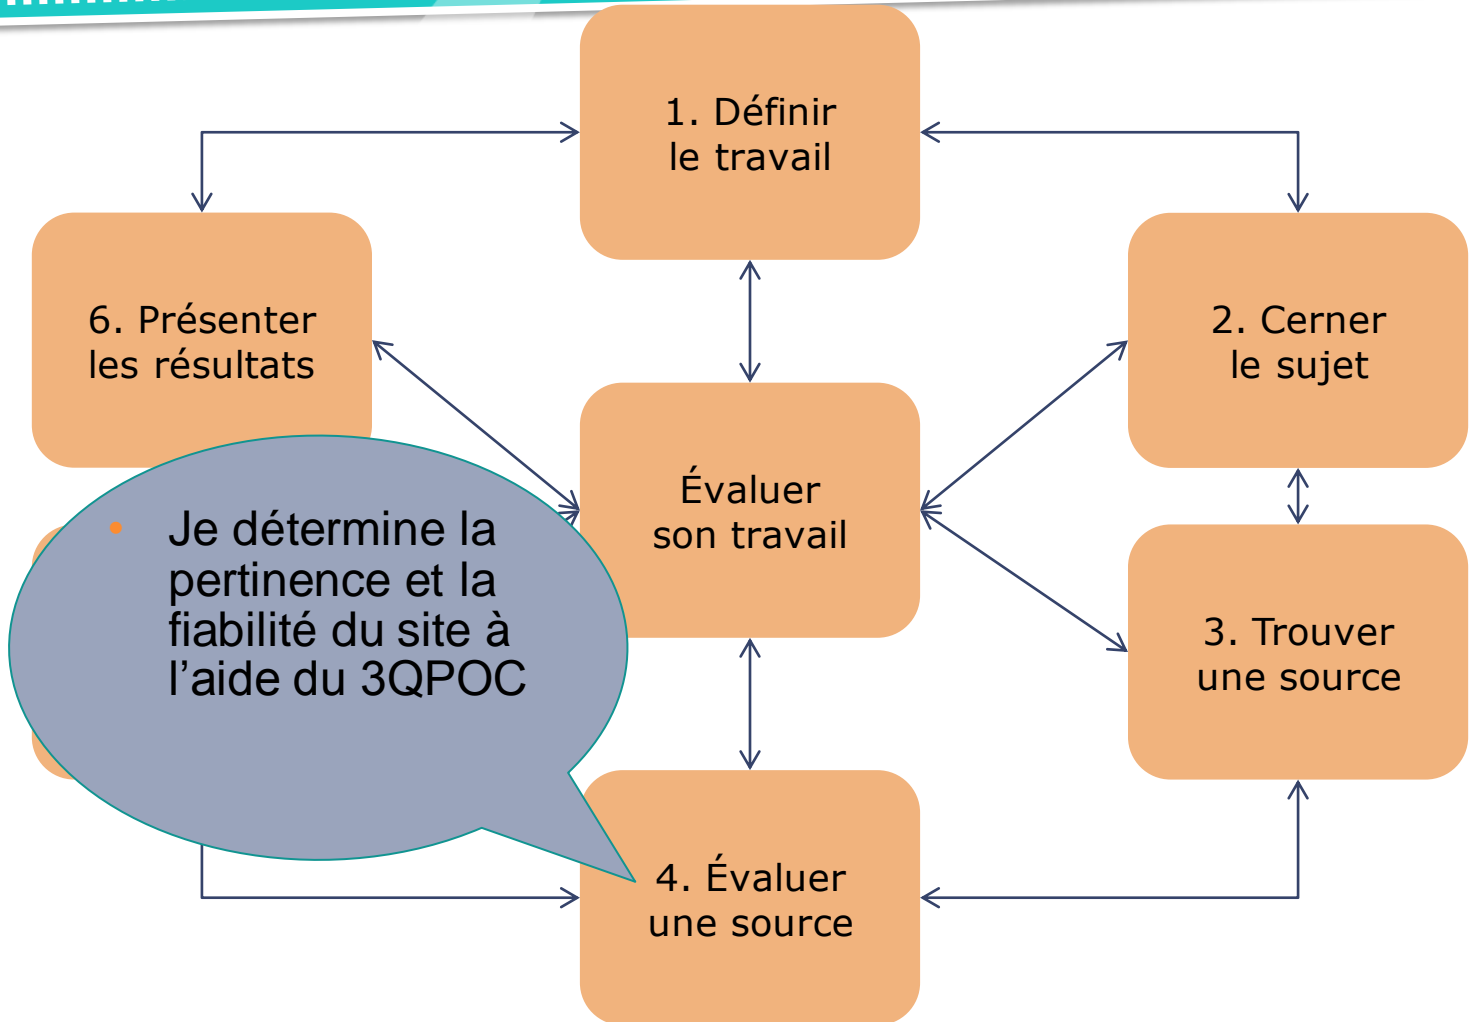 1. Définir
le travail
6. Présenter
les résultats
2. Cerner
le sujet
Évaluer
son travail
• Je détermine la
pertinence et la
fiabilité du site à
l’aide du 3QPOC
3. Trouver
une source
4. Évaluer
une source